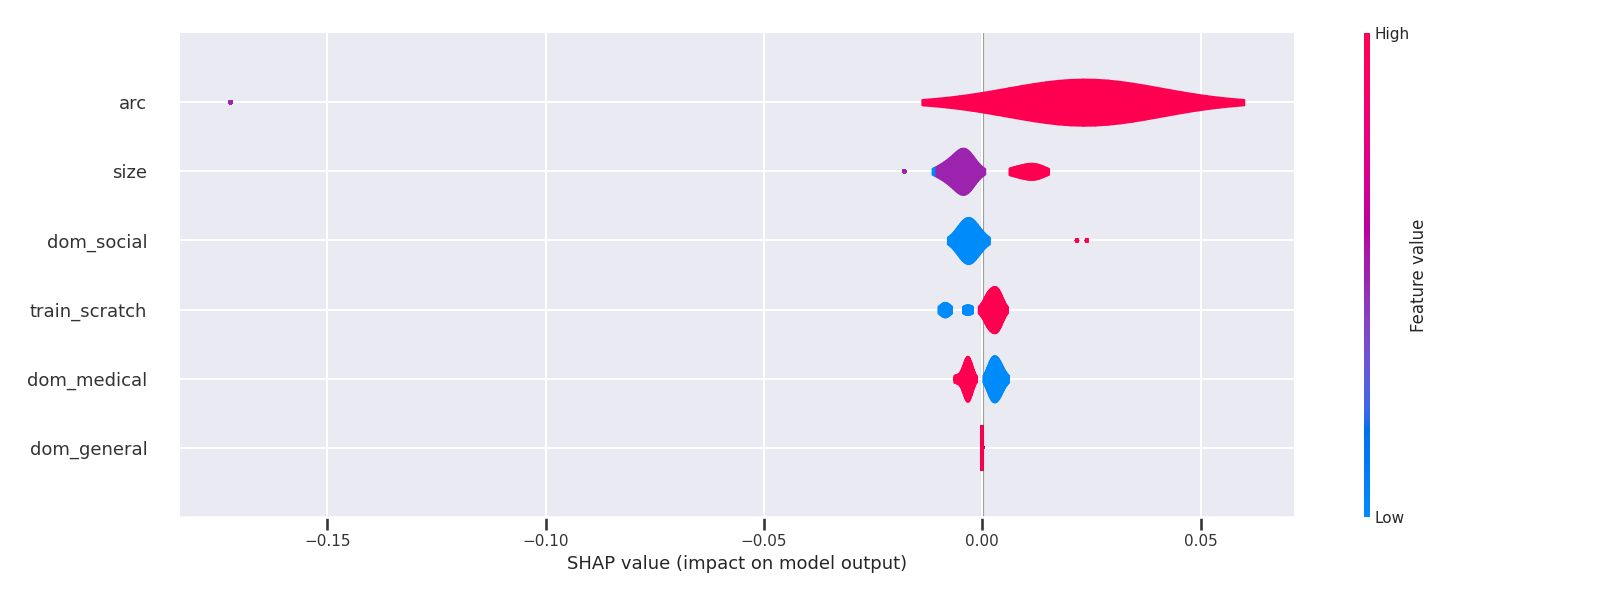 High
arc
size
dom_social
train_scratch
dom_medical
dom_general
Feature value
Low
−0.15
−0.10
−0.05
0.00
0.05
SHAP value (impact on model output)